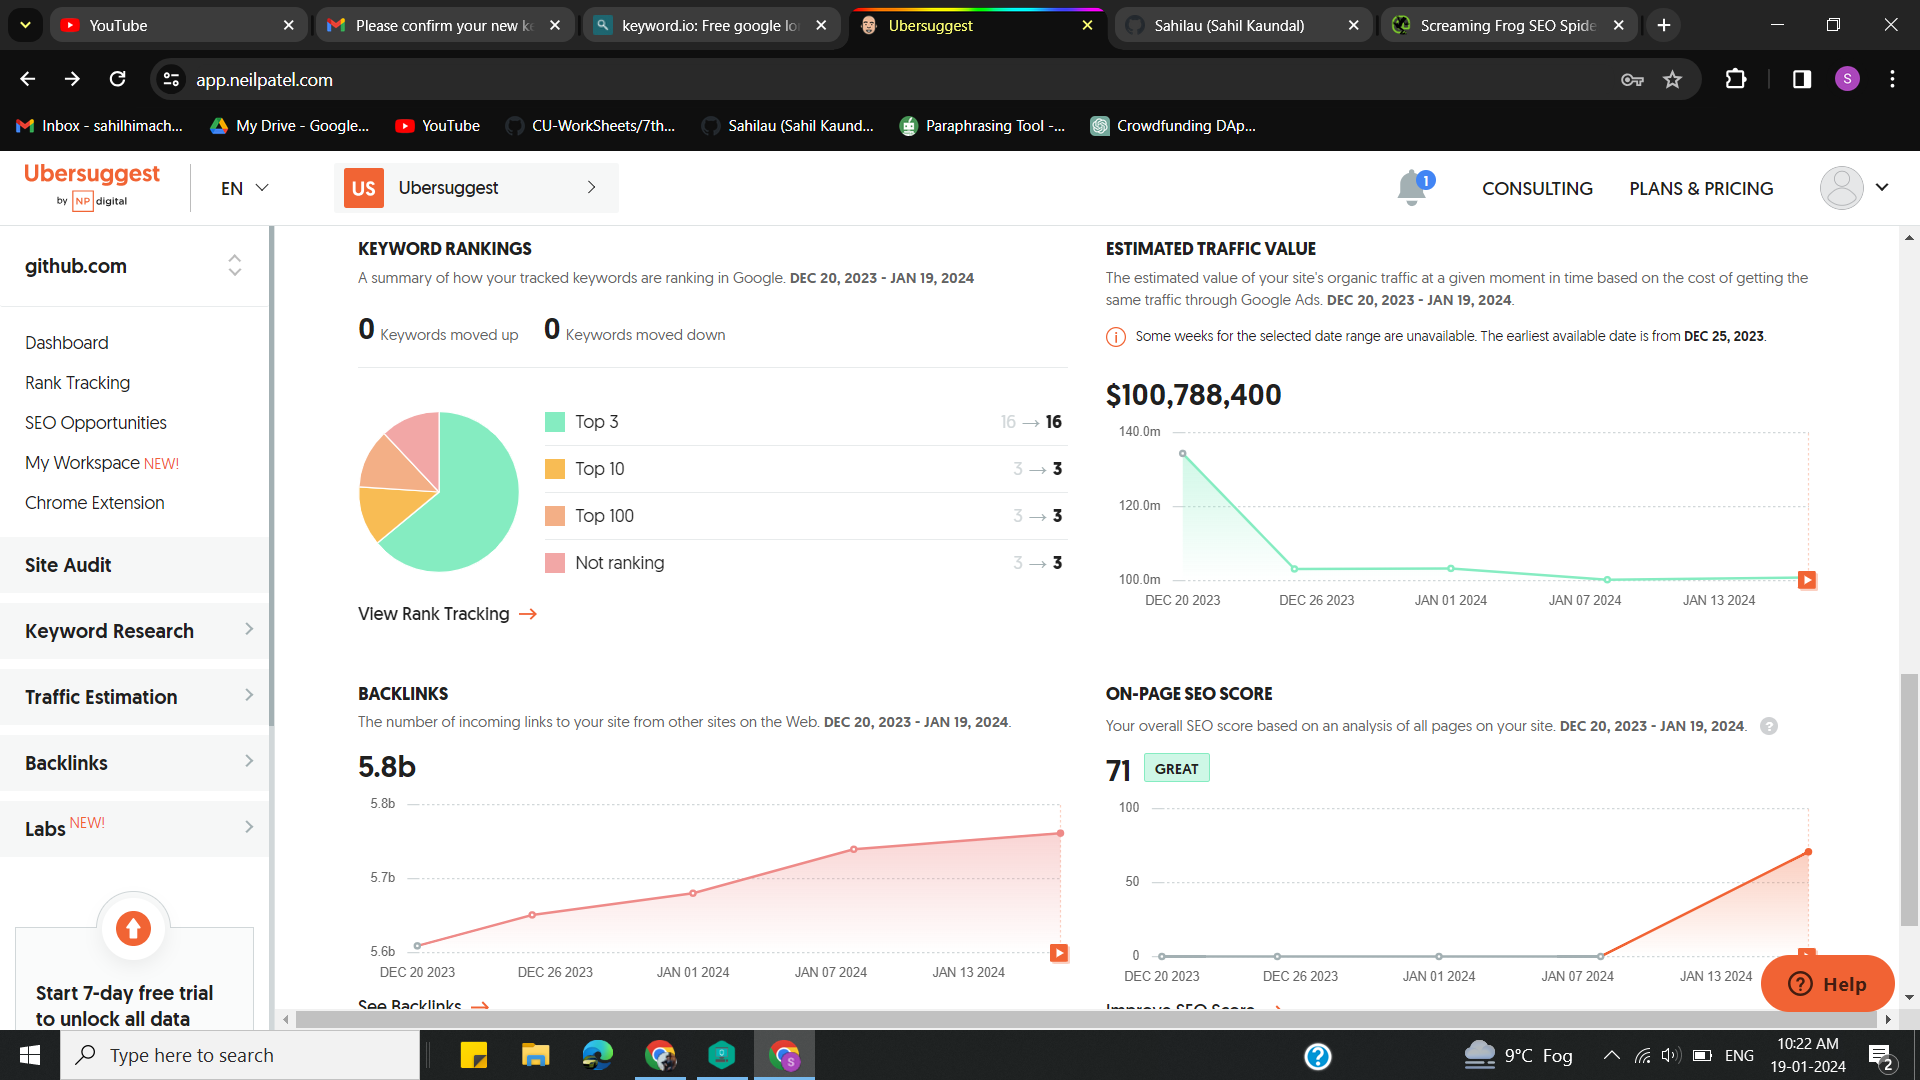 YouTube
Please confirm your new ke
keyword.io: Free google lo
Ubersuggest
Sahilau (Sahil Kaundal)
Screaming Frog SEO Spide
app.neilpatel.com
S
Inbox - sahilhimach...
My Drive - Google...
YouTube
CU-WorkSheets/7th...
Sahilau (Sahil Kaund...
Paraphrasing Tool -...
Crowdfunding DAp...
Ubersuggest
by NP digital
EN
US Ubersuggest
1
CONSULTING
PLANS & PRICING
github.com
Dashboard
Rank Tracking
SEO Opportunities
My Workspace NEW!
Chrome Extension
Site Audit
Keyword Research
Traffic Estimation
Backlinks
Labs NEW!
Start 7-day free trial
to unlock all data
KEYWORD RANKINGS
A summary of how your tracked keywords are ranking in Google. DEC 20, 2023 - JAN 19, 2024
0 Keywords moved up 0 Keywords moved down
Top 3 16 → 16
Top 10 3 → 3
Top 100 3 → 3
Not ranking 3 → 3
View Rank Tracking →
ESTIMATED TRAFFIC VALUE
The estimated value of your site's organic traffic at a given moment in time based on the cost of getting the
same traffic through Google Ads. DEC 20, 2023 - JAN 19, 2024.
Some weeks for the selected date range are unavailable. The earliest available date is from DEC 25, 2023.
$100,788,400
140.0m
120.0m
100.0m
DEC 20 2023 DEC 26 2023 JAN 01 2024 JAN 07 2024 JAN 13 2024
BACKLINKS
The number of incoming links to your site from other sites on the Web. DEC 20, 2023 - JAN 19, 2024.
5.8b
5.8b
5.7b
5.6b
DEC 20 2023 DEC 26 2023 JAN 01 2024 JAN 07 2024 JAN 13 2024
See Backlinks →
ON-PAGE SEO SCORE
Your overall SEO score based on an analysis of all pages on your site. DEC 20, 2023 - JAN 19, 2024. ?
71 GREAT
100
50
0
DEC 20 2023 DEC 26 2023 JAN 01 2024 JAN 07 2024 JAN 13 2024
Improve SEO Score
? Help
Type here to search
9°C Fog
ENG
10:22 AM
19-01-2024
2